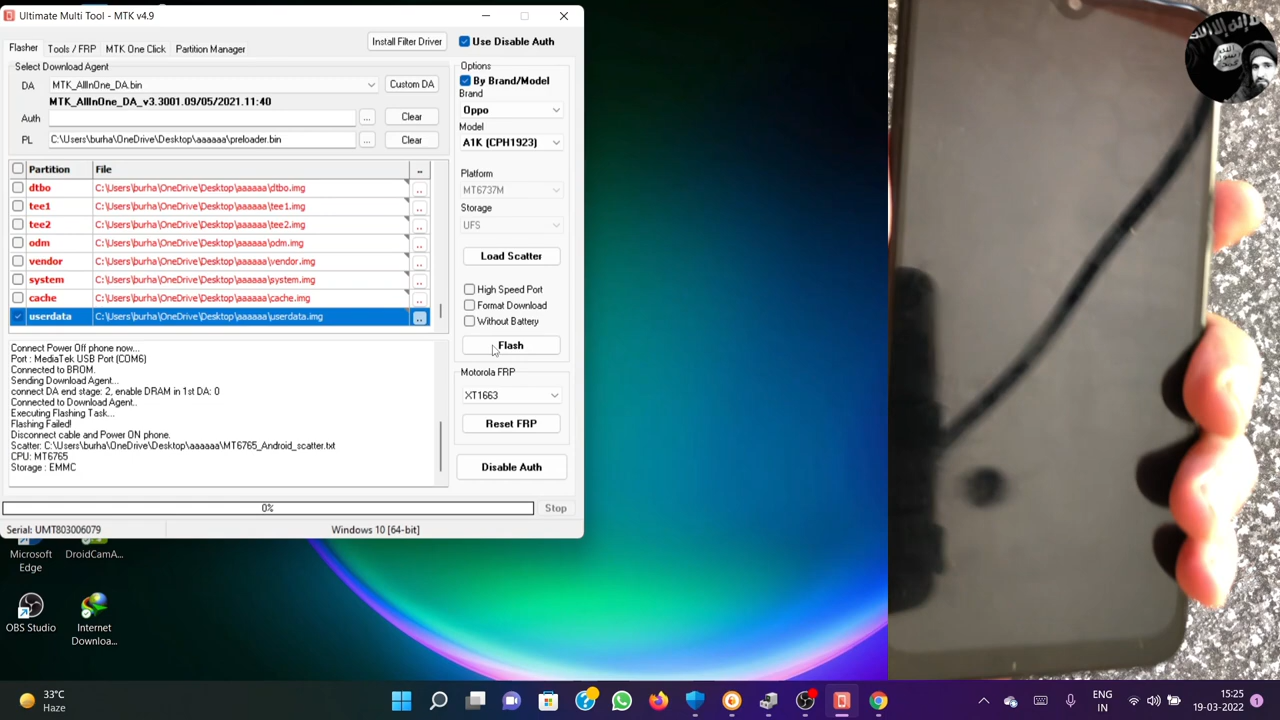 Ultimate Multi Tool - MTK v4.9
Flasher
Tools / FRP
MTK One Click
Partition Manager
Install Filter Driver
Use Disable Auth
Select Download Agent
DA
MTK_AllInOne_DA.bin
Custom DA
MTK_AllInOne_DA_v3.3001.09/05/2021.11:40
Auth
...
Clear
PL
C:\Users\burha\OneDrive\Desktop\aaaaaa\preloader.bin
...
Clear
Partition
File
..
dtbo
C:\Users\burha\OneDrive\Desktop\aaaaaa\dtbo.img
..
tee1
C:\Users\burha\OneDrive\Desktop\aaaaaa\tee1.img
..
tee2
C:\Users\burha\OneDrive\Desktop\aaaaaa\tee2.img
..
odm
C:\Users\burha\OneDrive\Desktop\aaaaaa\odm.img
..
vendor
C:\Users\burha\OneDrive\Desktop\aaaaaa\vendor.img
..
system
C:\Users\burha\OneDrive\Desktop\aaaaaa\system.img
..
cache
C:\Users\burha\OneDrive\Desktop\aaaaaa\cache.img
..
userdata
C:\Users\burha\OneDrive\Desktop\aaaaaa\userdata.img
..
Connect Power Off phone now...
Port : MediaTek USB Port (COM6)
Connected to BROM.
Sending Download Agent...
connect DA end stage: 2, enable DRAM in 1st DA: 0
Connected to Download Agent..
Executing Flashing Task...
Flashing Failed!
Disconnect cable and Power ON phone.
Scatter: C:\Users\burha\OneDrive\Desktop\aaaaaa\MT6765_Android_scatter.txt
CPU: MT6765
Storage : EMMC
Options
By Brand/Model
Brand
Oppo
Model
A1K (CPH1923)
Platform
MT6737M
Storage
UFS
Load Scatter
High Speed Port
Format Download
Without Battery
Flash
Motorola FRP
XT1663
Reset FRP
Disable Auth
0%
Stop
Serial: UMT803006079
Windows 10 [64-bit]
Microsoft
Edge
DroidCamA...
OBS Studio
Internet
Downloa...
33°C
Haze
ENG
IN
15:25
19-03-2022
1